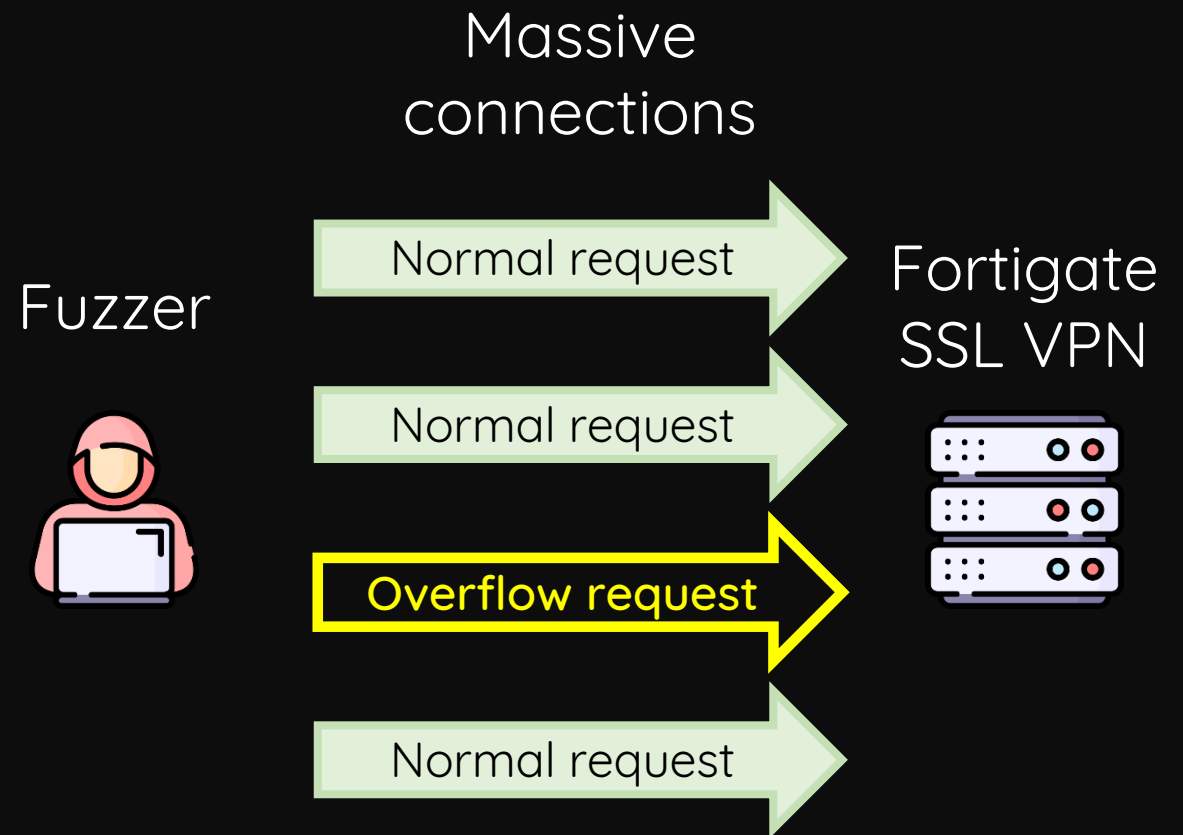 Massive
connections
Normal request
Fuzzer
Fortigate
SSL VPN
Normal request
Overflow request
Normal request